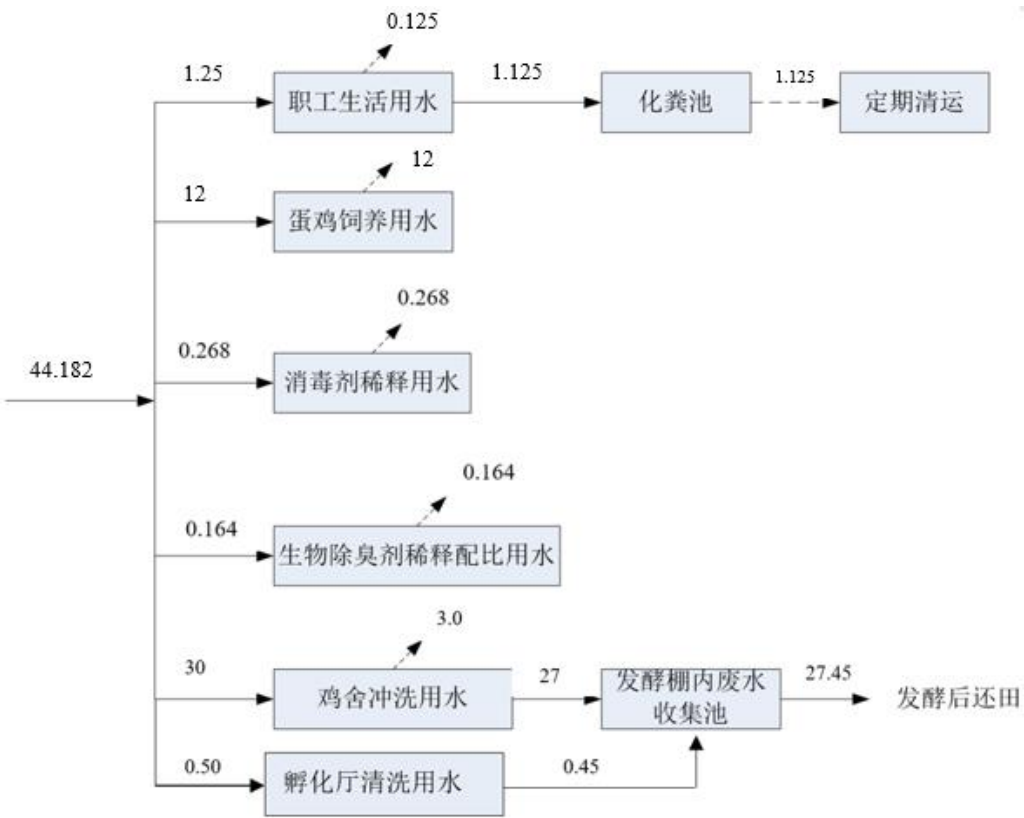 0.125
1.25
职工生活用水
1.125
化粪池
1.125
定期清运
12
12
蛋鸡饲养用水
0.268
0.268
消毒剂稀释用水
44.182
0.164
0.164
生物除臭剂稀释配比用水
3.0
30
鸡舍冲洗用水
27
发酵棚内废水
收集池
27.45
发酵后还田
0.50
孵化厅清洗用水
0.45